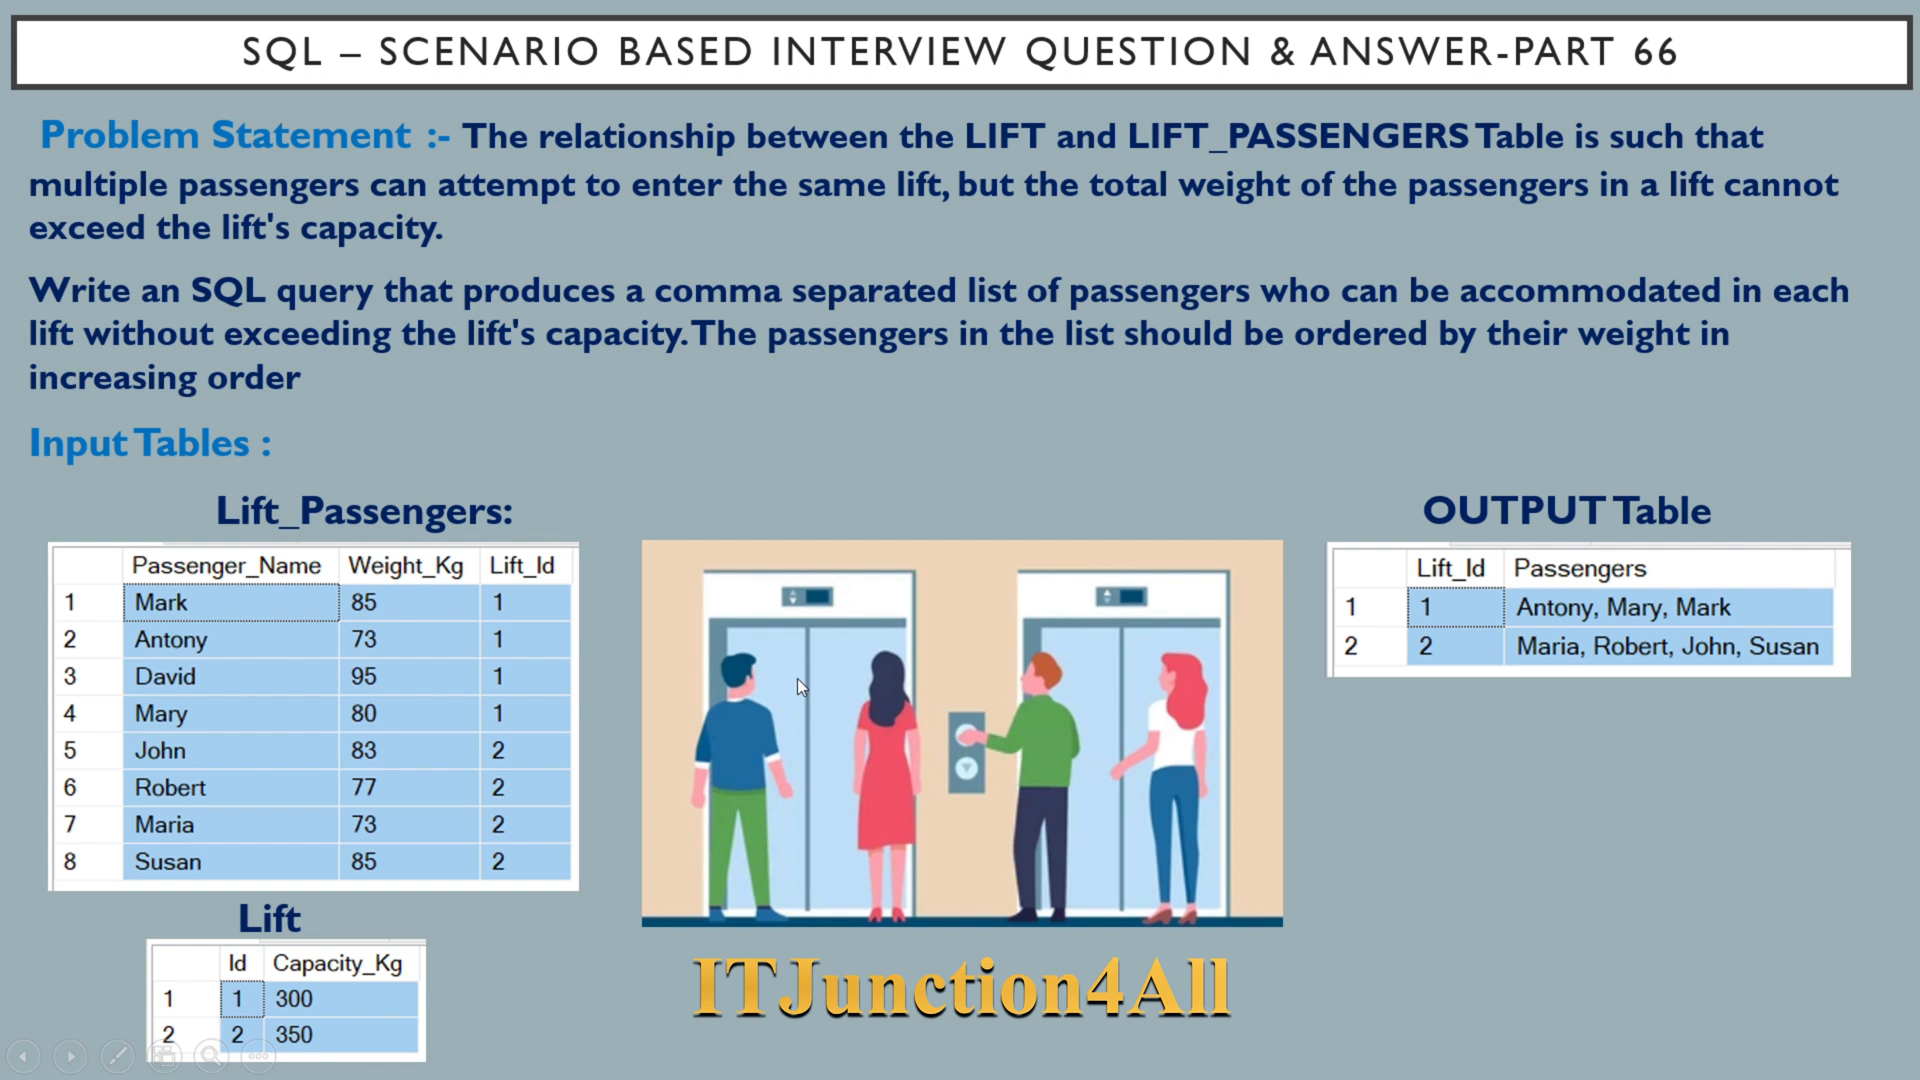 SQL – SCENARIO BASED INTERVIEW QUESTION & ANSWER-PART 66
Problem Statement :- The relationship between the LIFT and LIFT_PASSENGERS Table is such that
multiple passengers can attempt to enter the same lift, but the total weight of the passengers in a lift cannot
exceed the lift's capacity.
Write an SQL query that produces a comma separated list of passengers who can be accommodated in each
lift without exceeding the lift's capacity. The passengers in the list should be ordered by their weight in
increasing order
Input Tables :
Lift_Passengers:
Passenger_Name Weight_Kg Lift_Id
1 Mark 85 1
2 Antony 73 1
3 David 95 1
4 Mary 80 1
5 John 83 2
6 Robert 77 2
7 Maria 73 2
8 Susan 85 2
Lift
Id Capacity_Kg
1 1 300
2 2 350
OUTPUT Table
Lift_Id Passengers
1 1 Antony, Mary, Mark
2 2 Maria, Robert, John, Susan
ITJunction4All